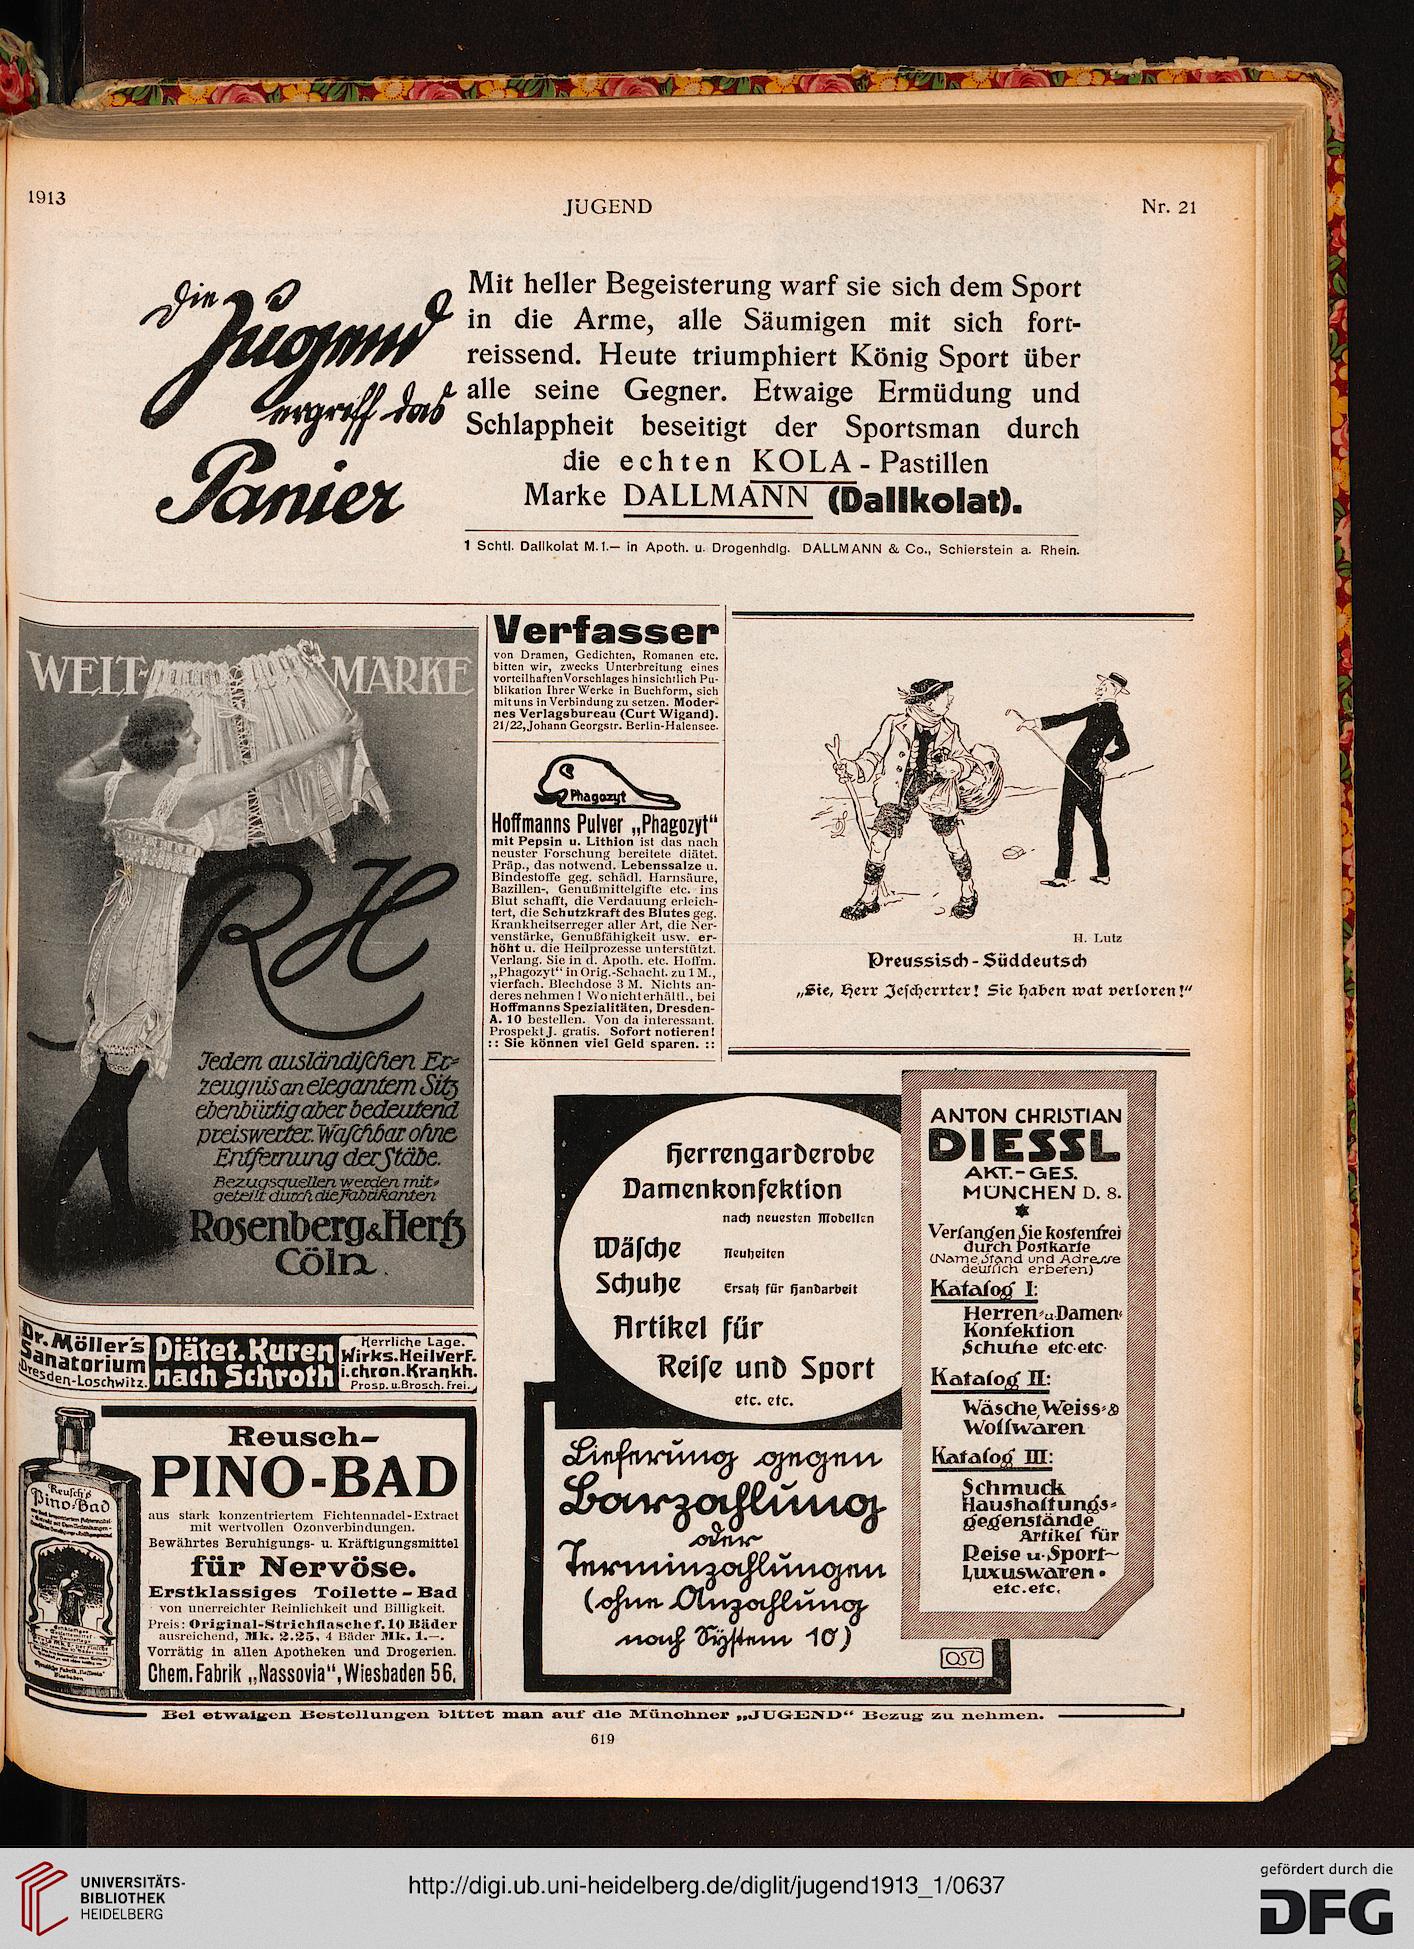 1913
JUGEND
Nr. 21
Die
Jugend
ergriff das
Panier
Mit heller Begeisterung warf sie sich dem Sport
in die Arme, alle Säumigen mit sich fort-
reissend. Heute triumphiert König Sport über
alle seine Gegner. Etwaige Ermüdung und
Schlappheit beseitigt der Sportsman durch
die echten KOLA - Pastillen
Marke DALLMANN (Dallkolat).
1 Schtl. Dallkolat M. 1.— in Apoth. u. Drogenhdlg. DALLMANN & Co., Schierstein a. Rhein.
WELT-MARKE
RH
Jedem ausländischen Er-
zeugnis an elegantem Sitz
ebenbürtig aber bedeutend
preiswerter. Waschbar ohne
Entfernung der Stäbe.
Bezugsquellen werden mit-
geteilt durch die Fabrikanten
Rosenberg & Hertz
Cöln
Dr. Möller's
Sanatorium
Dresden-Loschwitz.
Diätet. Kuren
nach Schroth
Herrliche Lage.
Wirks. Heilverf.
i. chron. Krankh.
Prosp. u. Brosch. frei.
Reusch's
Pino-Bad
Reusch-
PINO-BAD
aus stark konzentriertem Fichtennadel-Extract
mit wertvollen Ozonverbindungen.
Bewährtes Beruhigungs- u. Kräftigungsmittel
für Nervöse.
Erstklassiges Toilette-Bad
von unerreichter Reinlichkeit und Billigkeit.
Preis: Original-Strichflasche f. 10 Bäder
ausreichend, Mk. 2.25, 4 Bäder Mk. 1.—.
Vorrätig in allen Apotheken und Drogerien.
Chem. Fabrik „Nassovia“, Wiesbaden 56.
Verfasser
von Dramen, Gedichten, Romanen etc.
bitten wir, zwecks Unterbreitung eines
vorteilhaften Vorschlages hinsichtlich Pu-
blikation Ihrer Werke in Buchform, sich
mit uns in Verbindung zu setzen. Moder-
nes Verlagsbureau (Curt Wigand).
21/22, Johann Georgstr. Berlin-Halensee.
Phagozyt
Hoffmanns Pulver „Phagozyt“
mit Pepsin u. Lithion ist das nach
neuster Forschung bereitete diätet.
Präp., das notwend. Lebenssalze u.
Bindestoffe geg. schädl. Harnsäure,
Bazillen-, Genußmittelgifte etc. ins
Blut schafft, die Verdauung erleich-
tert, die Schutzkraft des Blutes geg.
Krankheitserreger aller Art, die Ner-
venstärke, Genußfähigkeit usw. er-
höht u. die Heilprozesse unterstützt.
Verlang. Sie in d. Apoth. etc. Hoffm.
„Phagozyt“ in Orig.-Schacht. zu 1 M.,
vierfach. Blechdose 3 M. Nichts an-
deres nehmen! Wo nicht erhältl., bei
Hoffmanns Spezialitäten, Dresden-
A. 10 bestellen. Von da interessant.
Prospekt J. gratis. Sofort notieren!
:: Sie können viel Geld sparen. ::
H. Lutz
Preussisch - Süddeutsch
„Sie, Herr Jescherrter! Sie haben wat verloren!“
Herrengarderobe
Damenkonfektion
nach neuesten Modellen
Wäsche Neuheiten
Schuhe Ersatz für Handarbeit
Artikel für
Reise und Sport
etc. etc.
Lieferung gegen
Barzahlung
oder
Terminzahlungen
(ohne Anzahlung
nach System 10)
ANTON CHRISTIAN
DIESSL
AKT.-GES.
MÜNCHEN D. 8.
Verlangen Sie kostenfrei
durch Postkarte
(Name, Stand und Adresse
deutlich erbeten)
Katalog I:
Herren- u. Damen-
Konfektion
Schuhe etc. etc.
Katalog II:
Wäsche, Weiss- &
Wollwaren
Katalog III:
Schmuck
Haushaltungs-
gegenstände
Artikel für
Reise u. Sport-
Luxuswaren.
etc. etc.
Bei etwaigen Bestellungen bittet man auf die Münchner „JUGEND“ Bezug zu nehmen.
619
UNIVERSITÄTS-
BIBLIOTHEK
HEIDELBERG
http://digi.ub.uni-heidelberg.de/diglit/jugend1913_1/0637
gefördert durch die
DFG